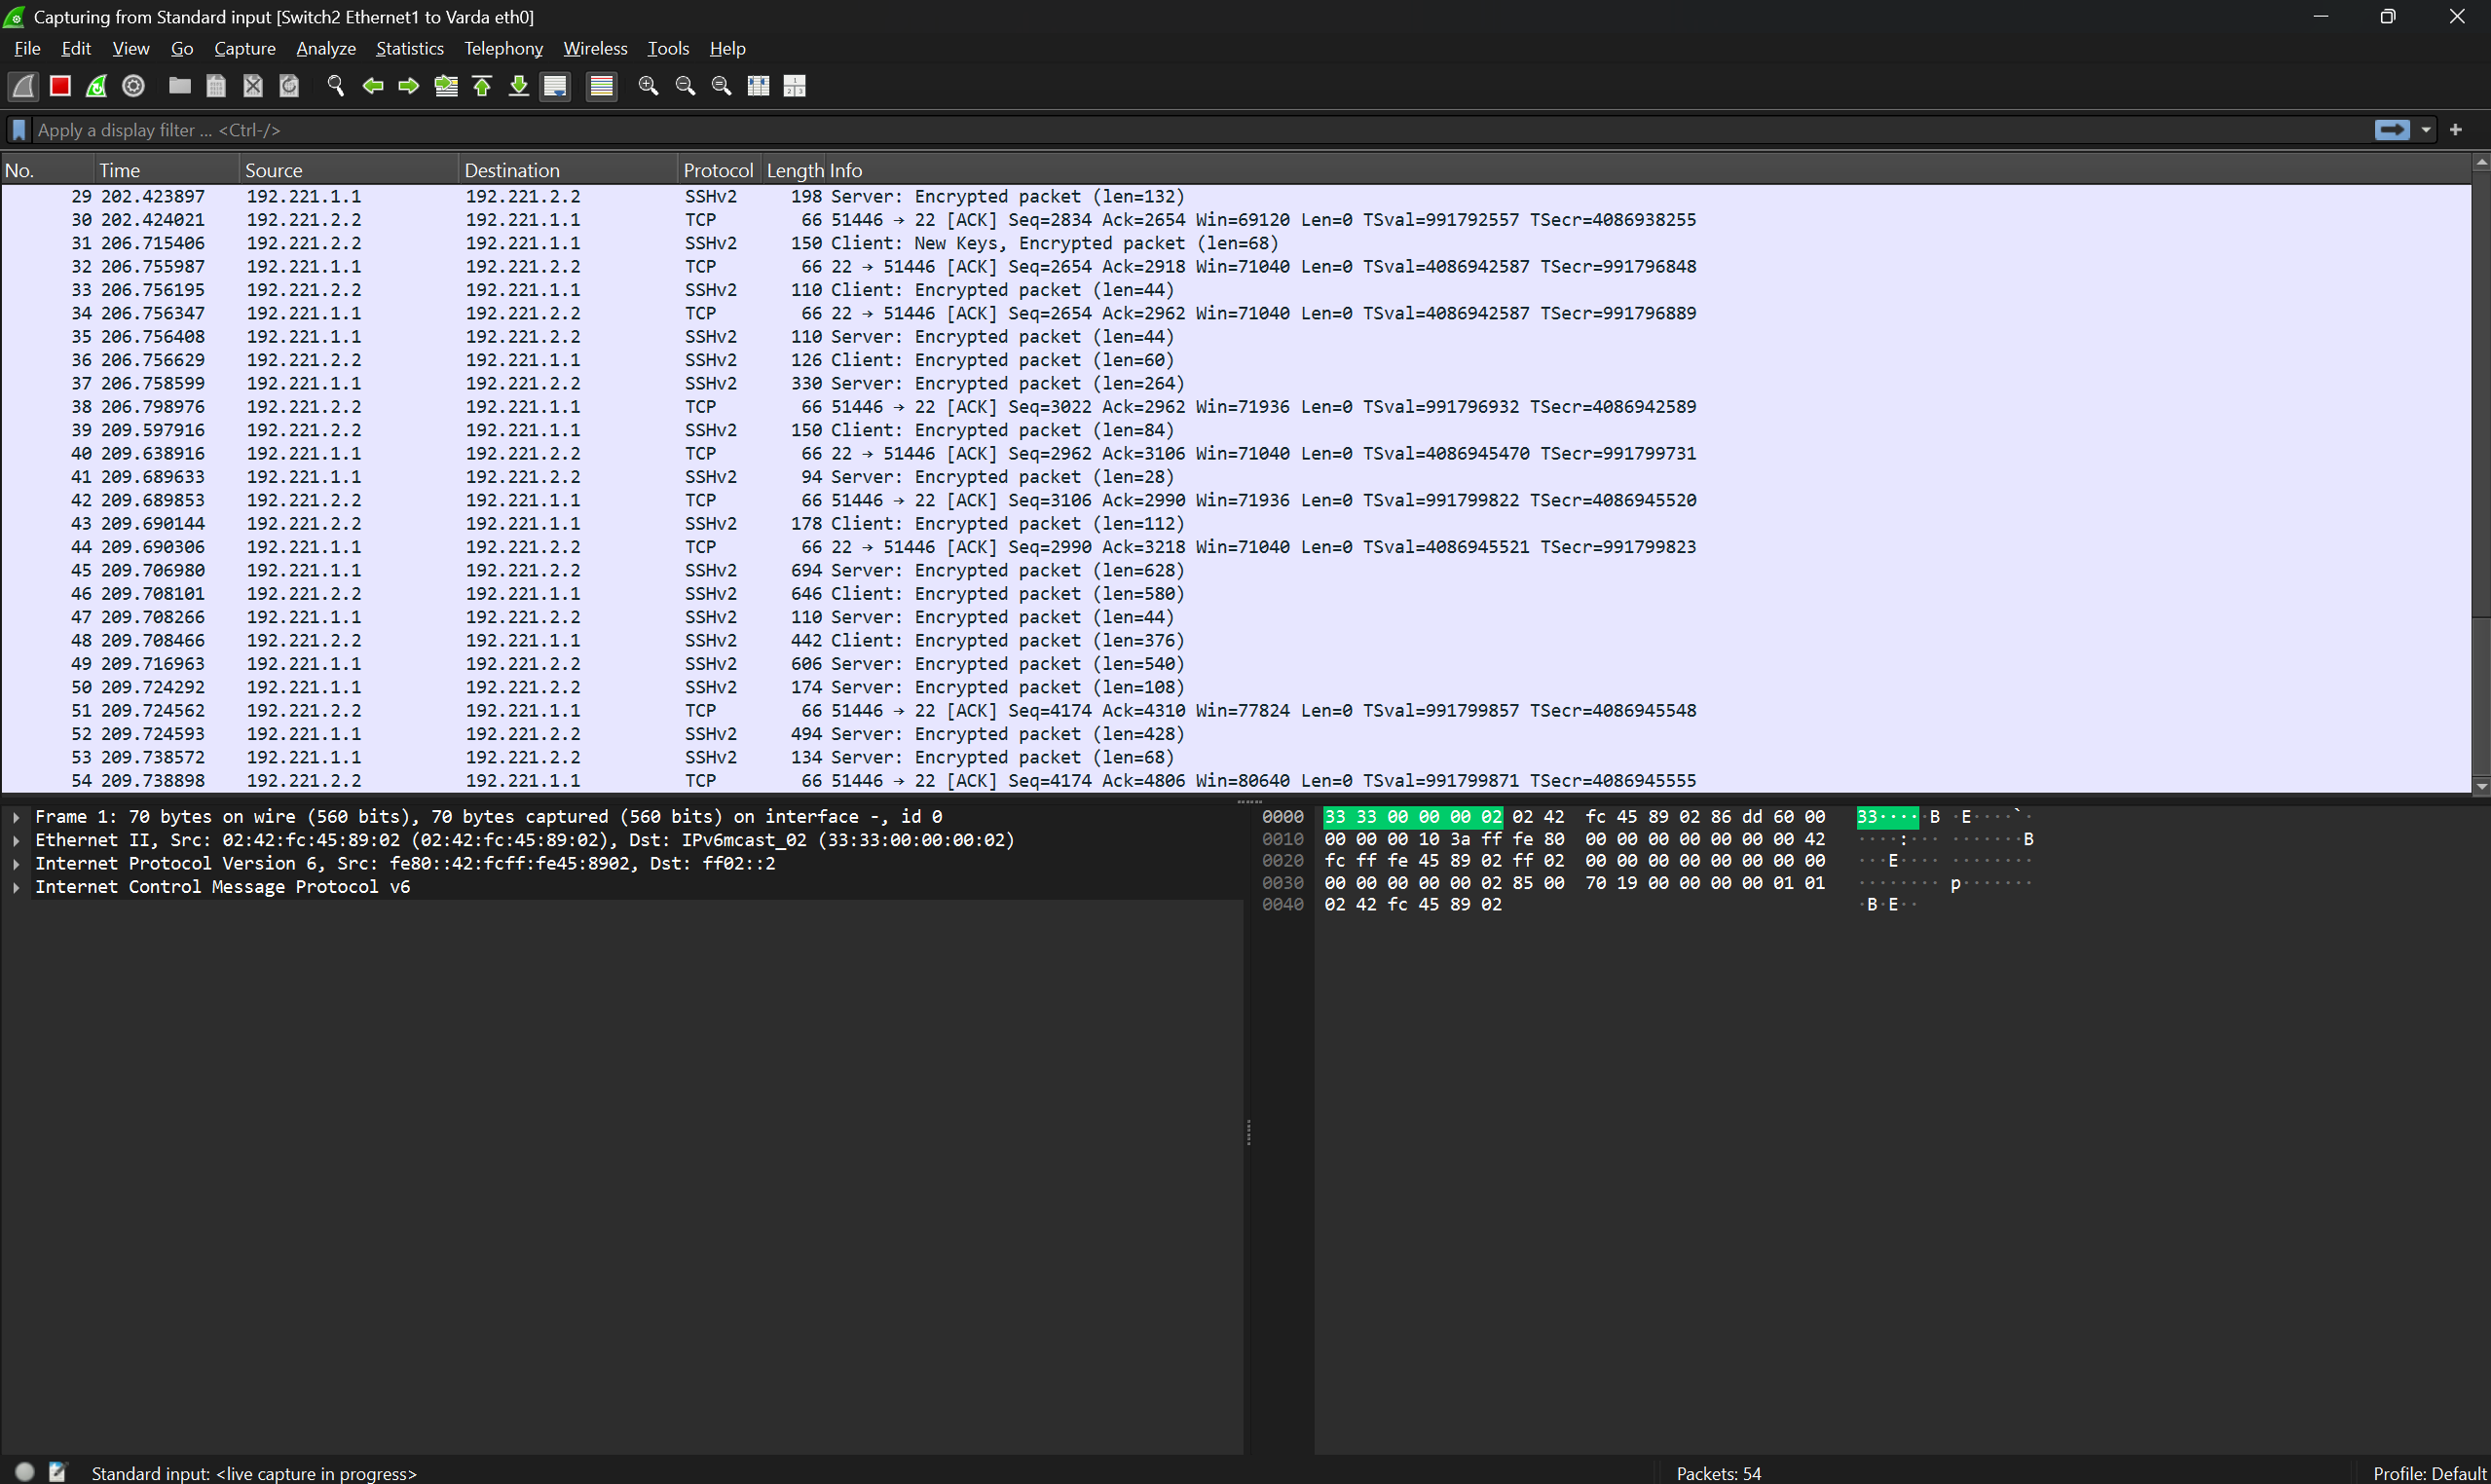 Capturing from Standard input [Switch2 Ethernet1 to Varda eth0]
File Edit View Go Capture Analyze Statistics Telephony Wireless Tools Help
Apply a display filter ... <Ctrl-/>
No. Time Source Destination Protocol Length Info
29 202.423897 192.221.1.1 192.221.2.2 SSHv2 198 Server: Encrypted packet (len=132)
30 202.424021 192.221.2.2 192.221.1.1 TCP 66 51446 → 22 [ACK] Seq=2834 Ack=2654 Win=69120 Len=0 TSval=991792557 TSecr=4086938255
31 206.715406 192.221.2.2 192.221.1.1 SSHv2 150 Client: New Keys, Encrypted packet (len=68)
32 206.755987 192.221.1.1 192.221.2.2 TCP 66 22 → 51446 [ACK] Seq=2654 Ack=2918 Win=71040 Len=0 TSval=4086942587 TSecr=991796848
33 206.756195 192.221.2.2 192.221.1.1 SSHv2 110 Client: Encrypted packet (len=44)
34 206.756347 192.221.1.1 192.221.2.2 TCP 66 22 → 51446 [ACK] Seq=2654 Ack=2962 Win=71040 Len=0 TSval=4086942587 TSecr=991796889
35 206.756408 192.221.1.1 192.221.2.2 SSHv2 110 Server: Encrypted packet (len=44)
36 206.756629 192.221.2.2 192.221.1.1 SSHv2 126 Client: Encrypted packet (len=60)
37 206.758599 192.221.1.1 192.221.2.2 SSHv2 330 Server: Encrypted packet (len=264)
38 206.798976 192.221.2.2 192.221.1.1 TCP 66 51446 → 22 [ACK] Seq=3022 Ack=2962 Win=71936 Len=0 TSval=991796932 TSecr=4086942589
39 209.597916 192.221.2.2 192.221.1.1 SSHv2 150 Client: Encrypted packet (len=84)
40 209.638916 192.221.1.1 192.221.2.2 TCP 66 22 → 51446 [ACK] Seq=2962 Ack=3106 Win=71040 Len=0 TSval=4086945470 TSecr=991799731
41 209.689633 192.221.1.1 192.221.2.2 SSHv2 94 Server: Encrypted packet (len=28)
42 209.689853 192.221.2.2 192.221.1.1 TCP 66 51446 → 22 [ACK] Seq=3106 Ack=2990 Win=71936 Len=0 TSval=991799822 TSecr=4086945520
43 209.690144 192.221.2.2 192.221.1.1 SSHv2 178 Client: Encrypted packet (len=112)
44 209.690306 192.221.1.1 192.221.2.2 TCP 66 22 → 51446 [ACK] Seq=2990 Ack=3218 Win=71040 Len=0 TSval=4086945521 TSecr=991799823
45 209.706980 192.221.1.1 192.221.2.2 SSHv2 694 Server: Encrypted packet (len=628)
46 209.708101 192.221.2.2 192.221.1.1 SSHv2 646 Client: Encrypted packet (len=580)
47 209.708266 192.221.1.1 192.221.2.2 SSHv2 110 Server: Encrypted packet (len=44)
48 209.708466 192.221.2.2 192.221.1.1 SSHv2 442 Client: Encrypted packet (len=376)
49 209.716963 192.221.1.1 192.221.2.2 SSHv2 606 Server: Encrypted packet (len=540)
50 209.724292 192.221.1.1 192.221.2.2 SSHv2 174 Server: Encrypted packet (len=108)
51 209.724562 192.221.2.2 192.221.1.1 TCP 66 51446 → 22 [ACK] Seq=4174 Ack=4310 Win=77824 Len=0 TSval=991799857 TSecr=4086945548
52 209.724593 192.221.1.1 192.221.2.2 SSHv2 494 Server: Encrypted packet (len=428)
53 209.738572 192.221.1.1 192.221.2.2 SSHv2 134 Server: Encrypted packet (len=68)
54 209.738898 192.221.2.2 192.221.1.1 TCP 66 51446 → 22 [ACK] Seq=4174 Ack=4806 Win=80640 Len=0 TSval=991799871 TSecr=4086945555
Frame 1: 70 bytes on wire (560 bits), 70 bytes captured (560 bits) on interface -, id 0
Ethernet II, Src: 02:42:fc:45:89:02 (02:42:fc:45:89:02), Dst: IPv6mcast_02 (33:33:00:00:00:02)
Internet Protocol Version 6, Src: fe80::42:fcff:fe45:8902, Dst: ff02::2
Internet Control Message Protocol v6
0000 33 33 00 00 00 02 02 42 fc 45 89 02 86 dd 60 00 33·····B ·E····`·
0010 00 00 00 10 3a ff fe 80 00 00 00 00 00 00 00 42 ····:··· ·······B
0020 fc ff fe 45 89 02 ff 02 00 00 00 00 00 00 00 00 ···E···· ········
0030 00 00 00 00 00 02 85 00 70 19 00 00 00 00 01 01 ········ p·······
0040 02 42 fc 45 89 02 ·B·E··
Standard input: <live capture in progress>
Packets: 54
Profile: Default